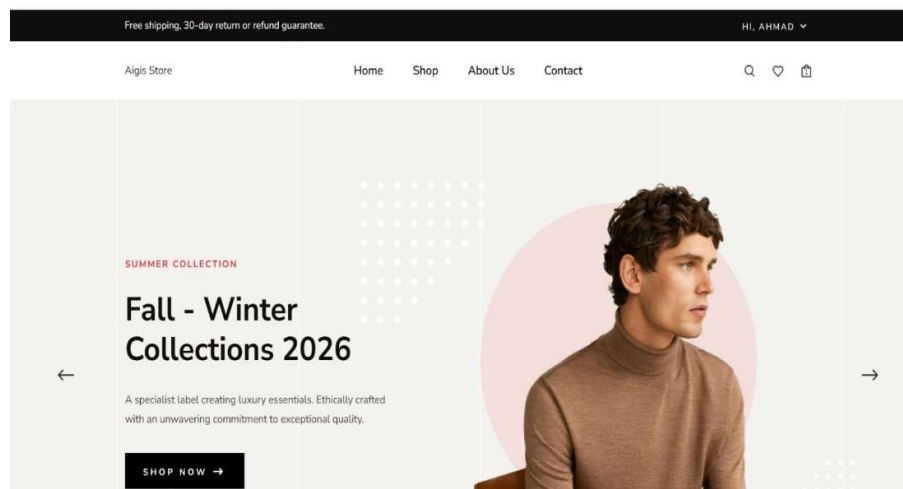 Free shipping, 30-day return or refund guarantee.
HI, AHMAD
Aigis Store
Home
Shop
About Us
Contact
1
SUMMER COLLECTION
Fall - Winter
Collections 2026
A specialist label creating luxury essentials. Ethically crafted
with an unwavering commitment to exceptional quality.
SHOP NOW →